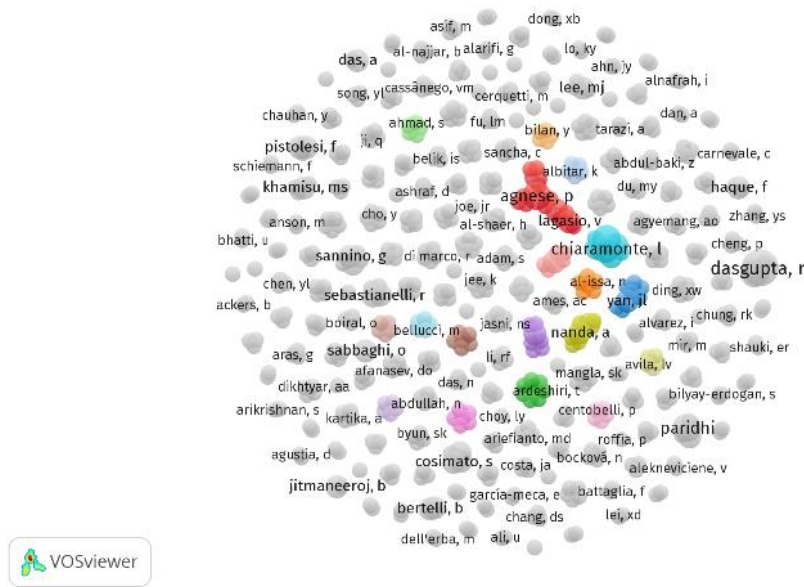 dong, xb
asif, m
al-najjar, b
alarifi, g
lo, ky
das, a
ahn, jy
song, yl
cassânego, vm
lee, mj
alnafrah, i
cerquetti, m
chauhan, y
ahmad, s
fu, lm
bilan, y
tarazi, a
dan, a
ji, q
pistolesi, f
belik, is
sancha, c
carnevale, c
schiemann, f
albitar, k
abdul-baki, z
khamisu, ms
ashraf, d
agnese, p
du, my
haque, f
joe, jr
anson, m
cho, y
lagasio, v
agyemang, ao
zhang, ys
al-shaer, h
bhatti, u
chiaramonte, l
cheng, p
sannino, g
di marco, r
adam, s
dasgupta, r
chen, yl
jee, k
al-issa, n
ding, xw
sebastianelli, r
ames, ac
yan, jl
ackers, b
chung, rk
boiral, o
bellucci, m
jasni, ns
nanda, a
alvarez, i
aras, g
sabbaghi, o
li, rf
mir, m
shauki, er
avila, lv
afanasev, do
mangla, sk
dikhtyar, aa
das, n
ardeshiri, t
bilyay-erdogan, s
arikrishnan, s
kartika, a
abdullah, n
choy, ly
centobelli, p
byun, sk
ariefianto, md
roffia, p
paridhi
agustia, d
cosimato, s
costa, ja
bocková, n
alekneviciene, v
jitmaneeroj, b
garcía-meca, e
battaglia, f
bertelli, b
chang, ds
lei, xd
dell'erba, m
ali, u
VOSviewer